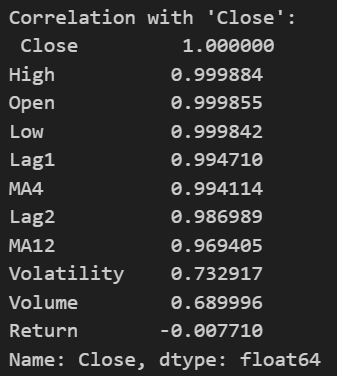 Correlation with 'Close':
 Close         1.000000
High          0.999884
Open          0.999855
Low           0.999842
Lag1          0.994710
MA4           0.994114
Lag2          0.986989
MA12          0.969405
Volatility    0.732917
Volume        0.689996
Return       -0.007710
Name: Close, dtype: float64